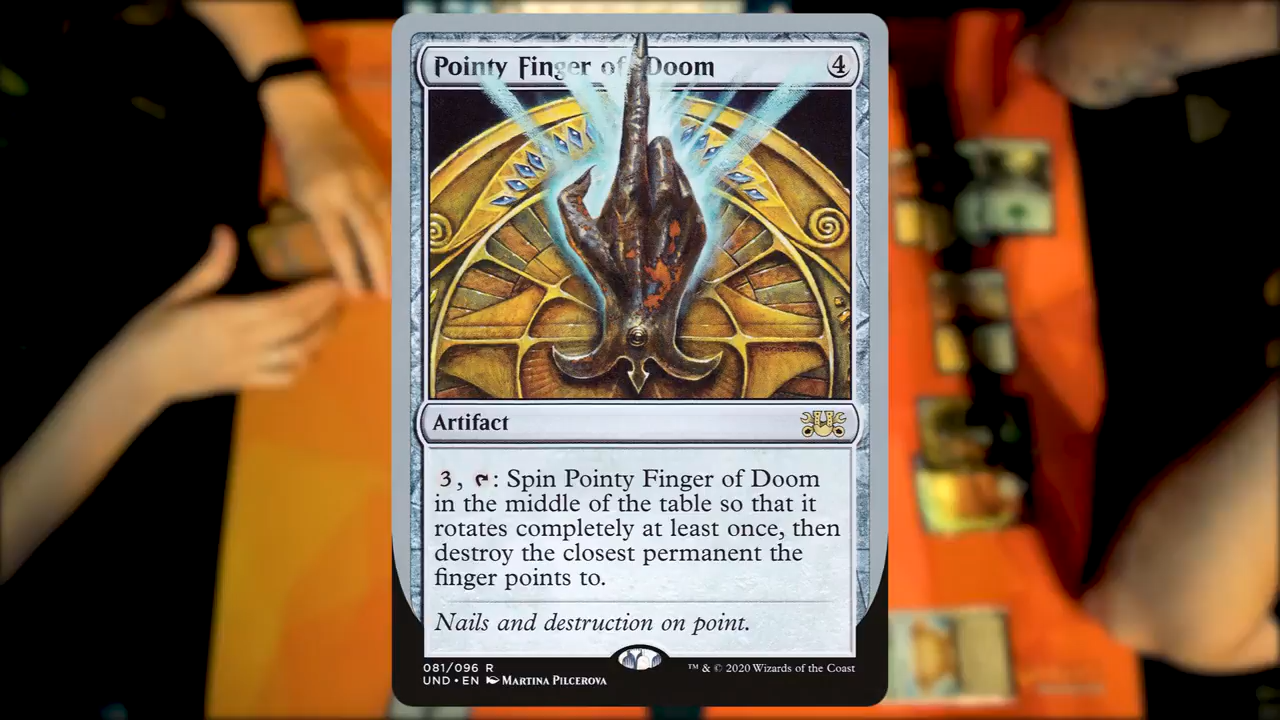 Pointy Finger of Doom 4
Artifact
3, : Spin Pointy Finger of Doom
in the middle of the table so that it
rotates completely at least once, then
destroy the closest permanent the
finger points to.
Nails and destruction on point.
081/096 R ™ & © 2020 Wizards of the Coast
UND • EN Martina Pilcerova